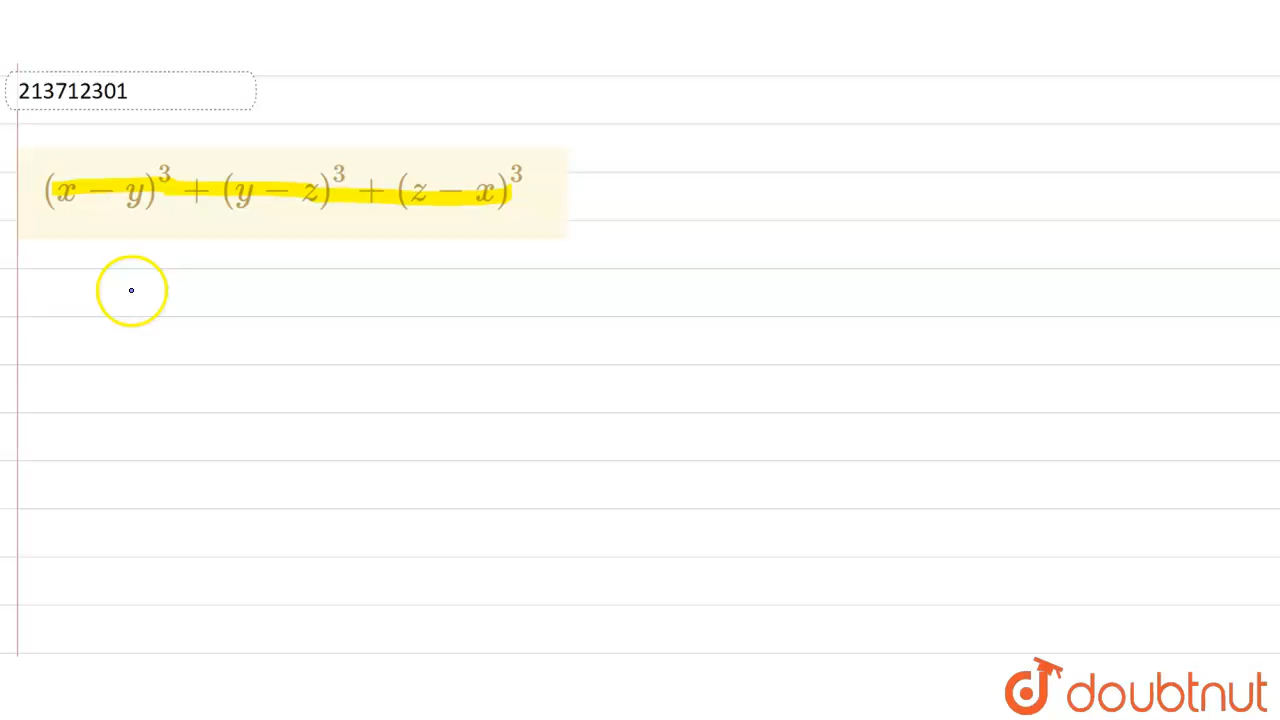 213712301
(x − y)³ + (y − z)³ + (z − x)³
doubtnut